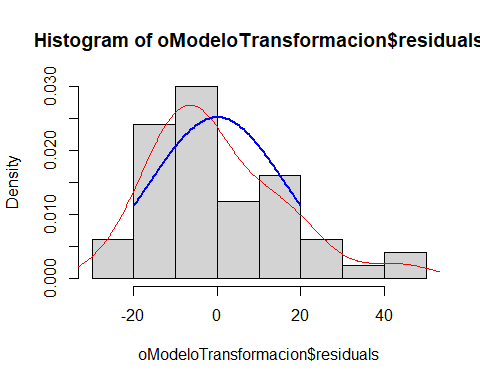 Histogram of oModeloTransformacion$residuals
Density
0.030
0.020
0.010
0.000
-20 0 20 40
oModeloTransformacion$residuals